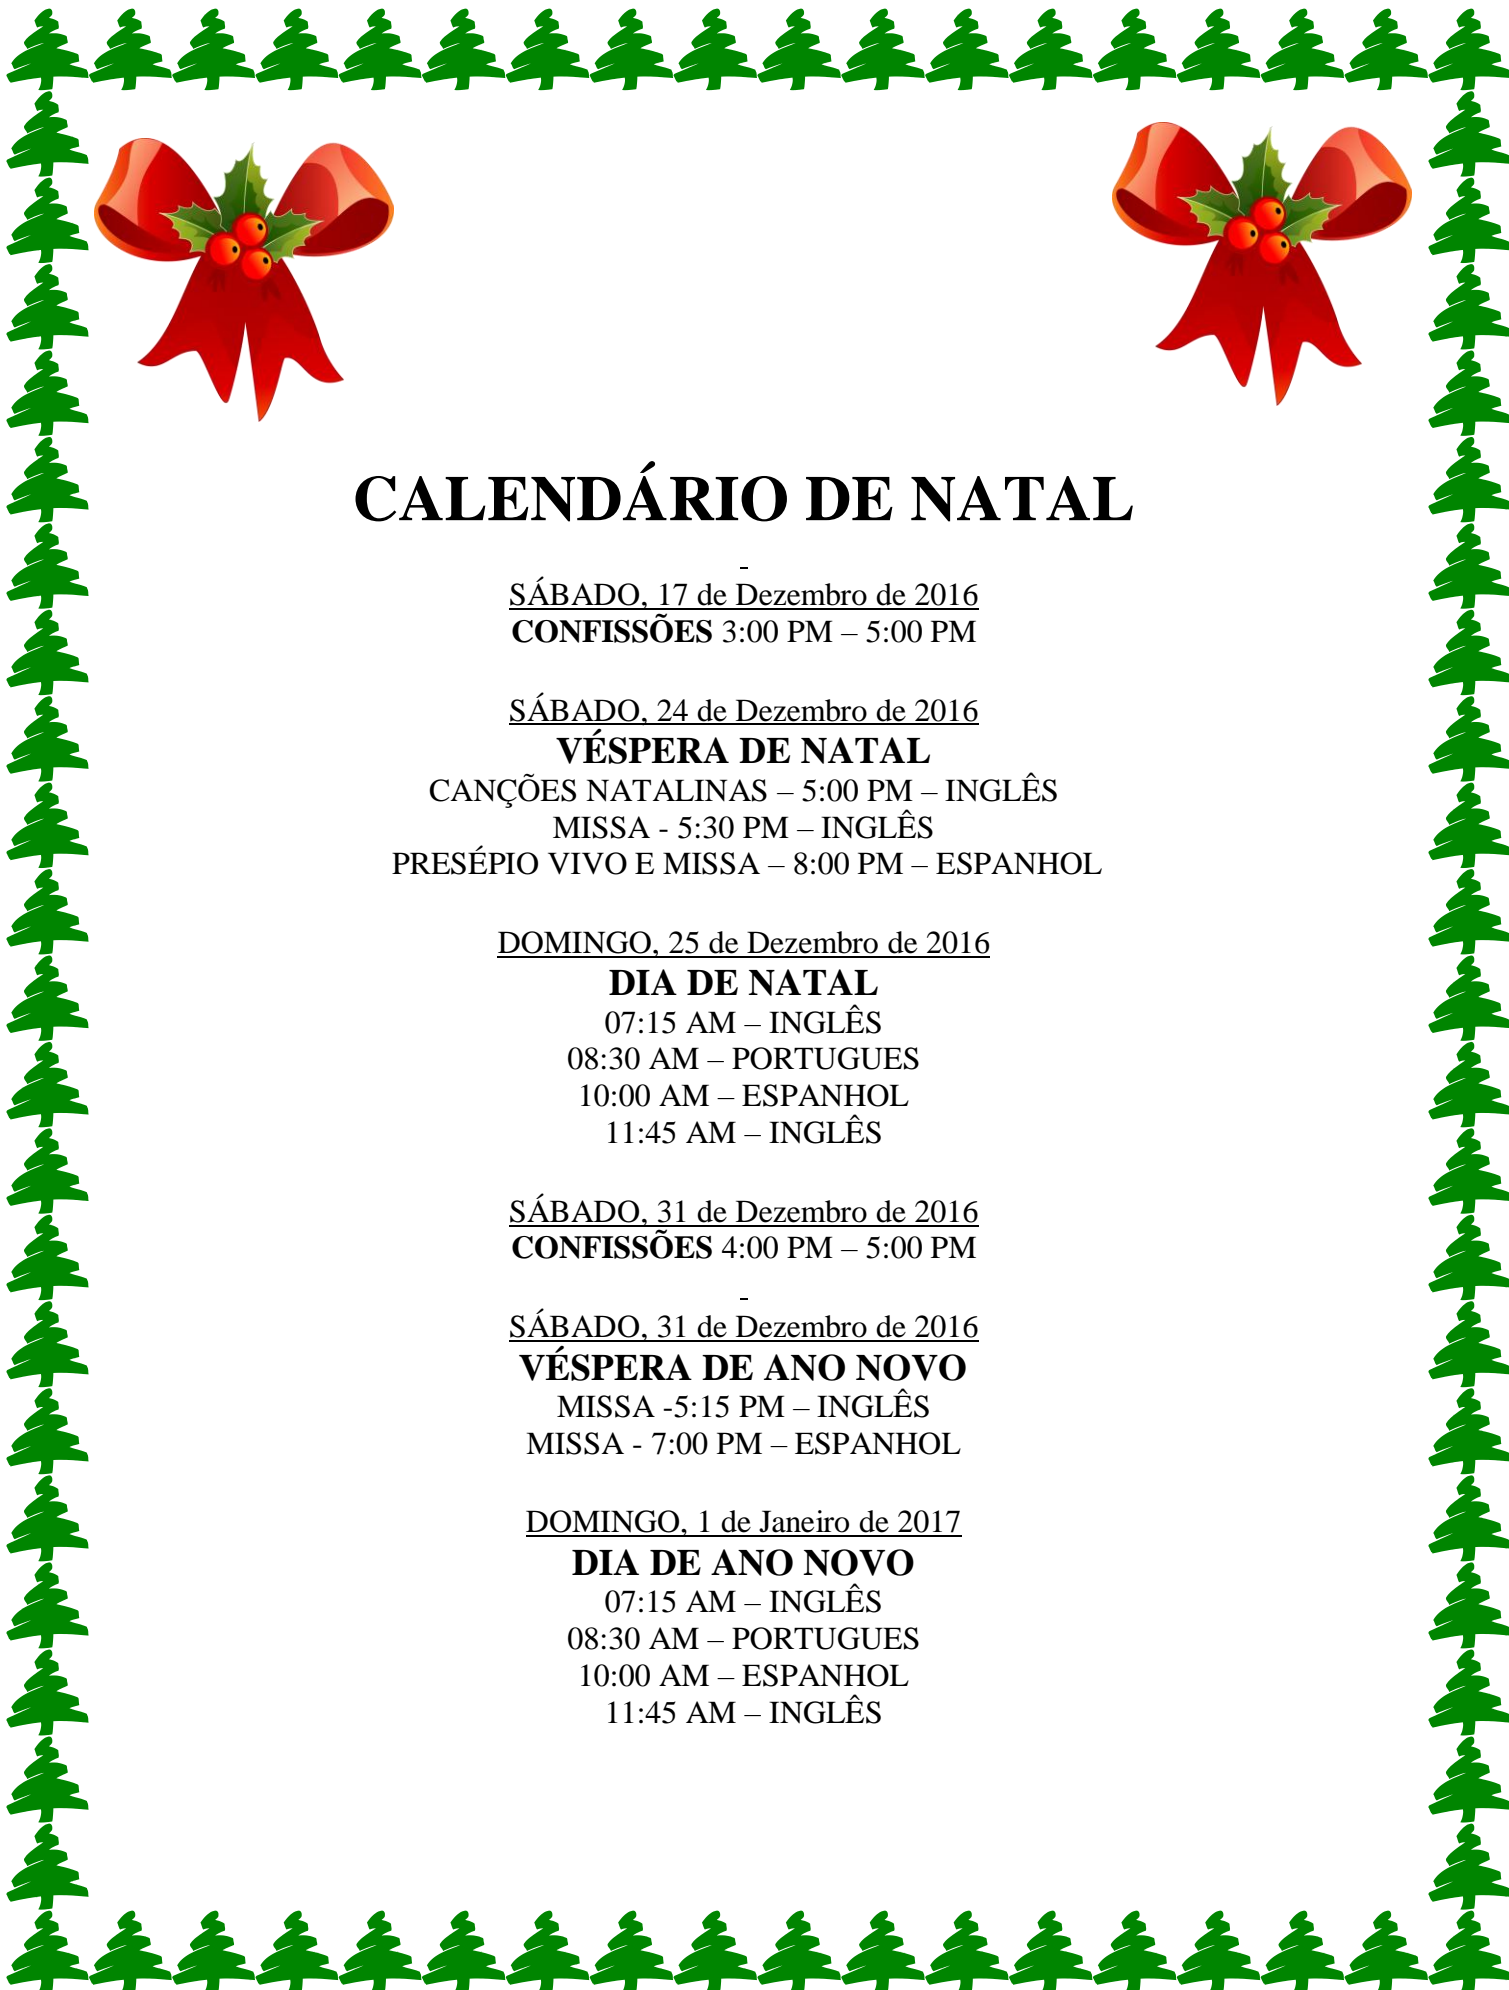 CALENDÁRIO DE NATAL
SÁBADO, 17 de Dezembro de 2016
CONFISSÕES 3:00 PM – 5:00 PM
SÁBADO, 24 de Dezembro de 2016
VÉSPERA DE NATAL
CANÇÕES NATALINAS – 5:00 PM – INGLÊS
MISSA - 5:30 PM – INGLÊS
PRESÉPIO VIVO E MISSA – 8:00 PM – ESPANHOL
DOMINGO, 25 de Dezembro de 2016
DIA DE NATAL
07:15 AM – INGLÊS
08:30 AM – PORTUGUES
10:00 AM – ESPANHOL
11:45 AM – INGLÊS
SÁBADO, 31 de Dezembro de 2016
CONFISSÕES 4:00 PM – 5:00 PM
SÁBADO, 31 de Dezembro de 2016
VÉSPERA DE ANO NOVO
MISSA -5:15 PM – INGLÊS
MISSA - 7:00 PM – ESPANHOL
DOMINGO, 1 de Janeiro de 2017
DIA DE ANO NOVO
07:15 AM – INGLÊS
08:30 AM – PORTUGUES
10:00 AM – ESPANHOL
11:45 AM – INGLÊS